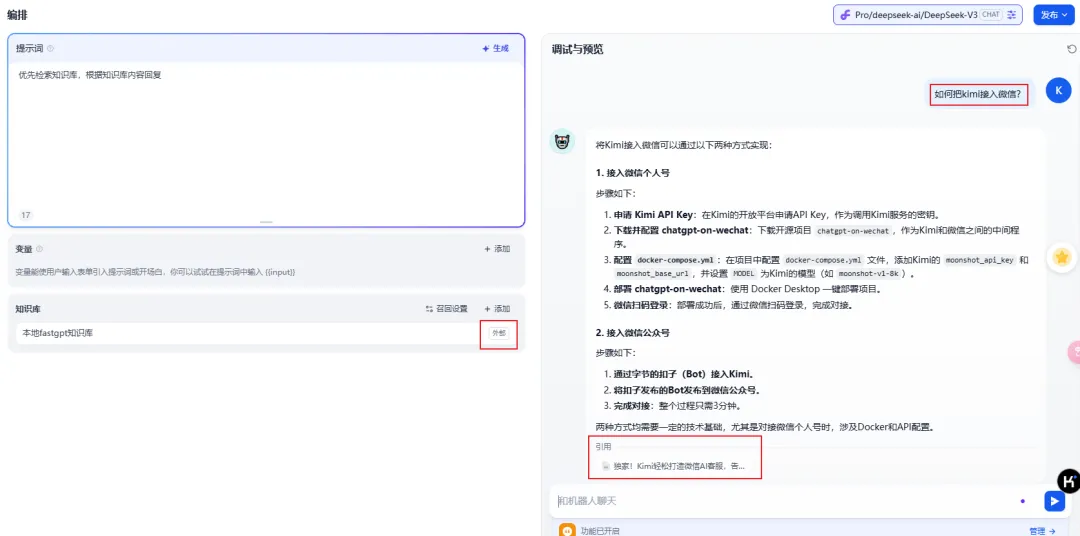 编排
Pro/deepseek-ai/DeepSeek-V3 CHAT
发布
提示词
生成
优先检索知识库，根据知识库内容回复
17
变量
+ 添加
变量能使用户输入表单引入提示词或开场白，你可以试试在提示词中输入 {{input}}
知识库
召回设置
+ 添加
本地fastgpt知识库
外部
调试与预览
如何把kimi接入微信?
K
将Kimi接入微信可以通过以下两种方式实现：
1. 接入微信个人号
步骤如下：
1. 申请 Kimi API Key：在Kimi的开放平台申请API Key，作为调用Kimi服务的密钥。
2. 下载并配置 chatgpt-on-wechat：下载开源项目 chatgpt-on-wechat ，作为Kimi和微信之间的中间程
序。
3. 配置 docker-compose.yml：在项目中配置 docker-compose.yml 文件，添加Kimi的 moonshot_api_key 和
moonshot_base_url ，并设置 MODEL 为Kimi的模型（如 moonshot-v1-8k ）。
4. 部署 chatgpt-on-wechat：使用 Docker Desktop 一键部署项目。
5. 微信扫码登录：部署成功后，通过微信扫码登录，完成对接。
2. 接入微信公众号
步骤如下：
1. 通过字节的扣子（Bot）接入Kimi。
2. 将扣子发布的Bot发布到微信公众号。
3. 完成对接：整个过程只需3分钟。
两种方式均需要一定的技术基础，尤其是对接微信个人号时，涉及Docker和API配置。
引用
独家！Kimi轻松打造微信AI客服，告...
和机器人聊天
功能已开启
管理 →